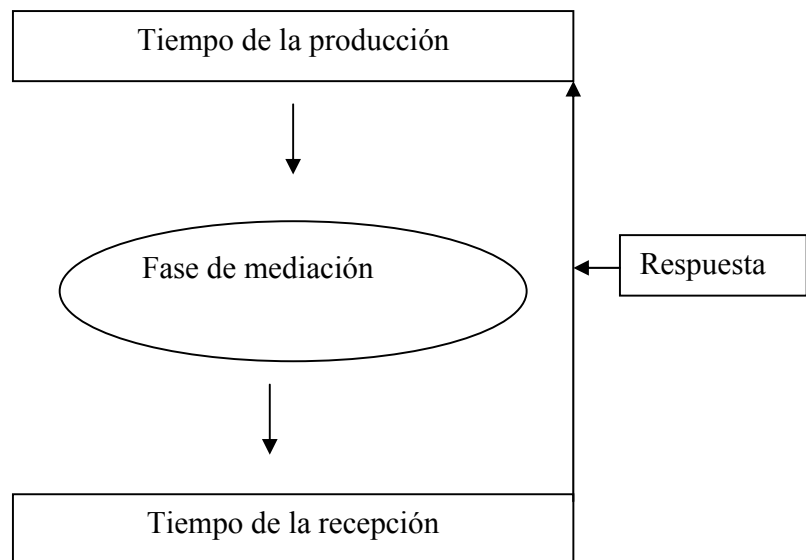 Tiempo de la producción
Fase de mediación
Respuesta
Tiempo de la recepción